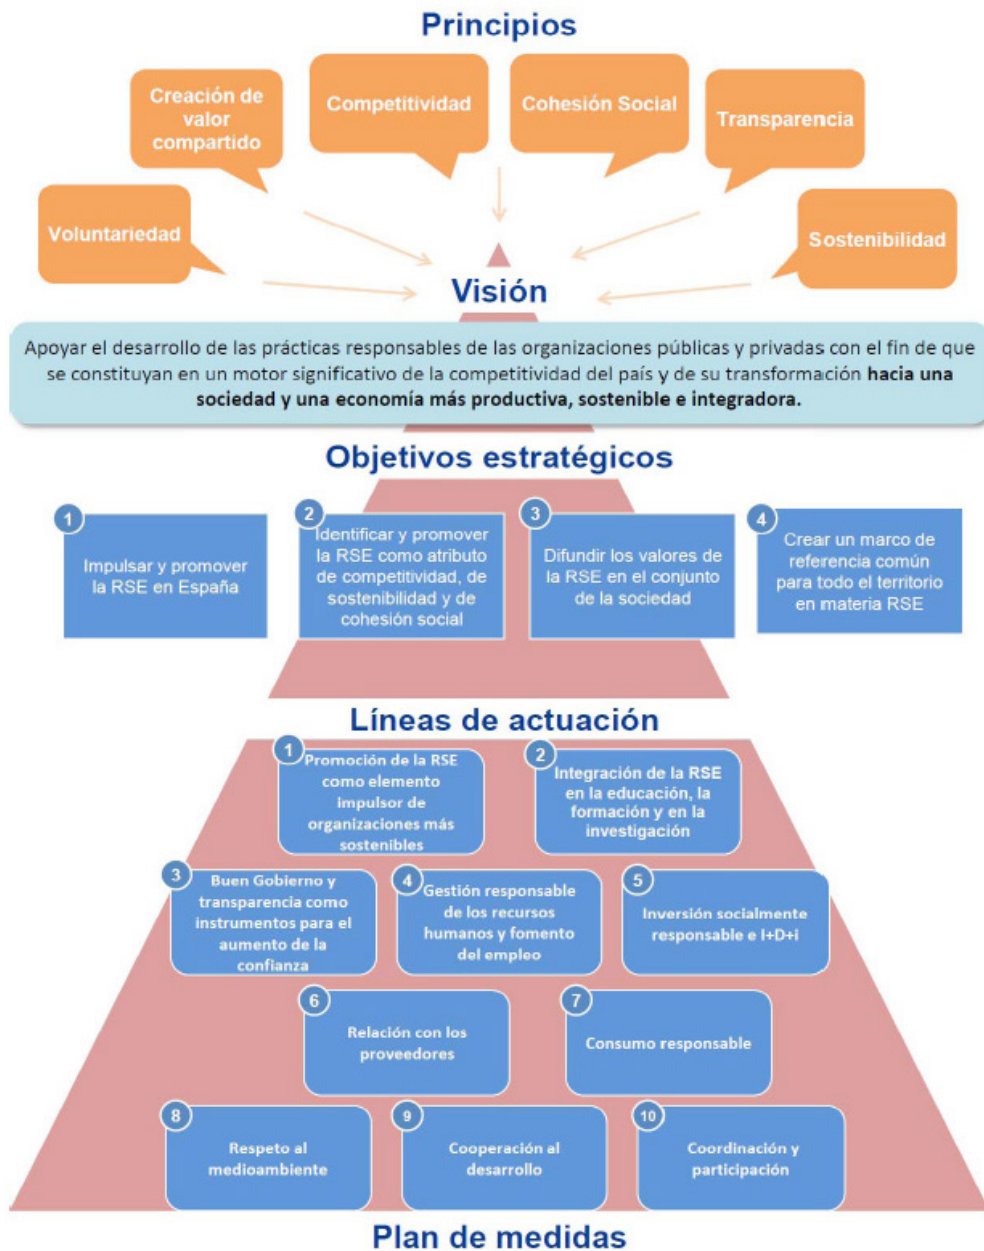 Principios
Creación de
valor
compartido
Competitividad
Cohesión Social
Transparencia
Voluntariedad
Sostenibilidad
Visión
Apoyar el desarrollo de las prácticas responsables de las organizaciones públicas y privadas con el fin de que
se constituyan en un motor significativo de la competitividad del país y de su transformación hacia una
sociedad y una economía más productiva, sostenible e integradora.
Objetivos estratégicos
1
Impulsar y promover
la RSE en España
2
Identificar y promover
la RSE como atributo
de competitividad, de
sostenibilidad y de
cohesión social
3
Difundir los valores de
la RSE en el conjunto
de la sociedad
4
Crear un marco de
referencia común
para todo el territorio
en materia RSE
Líneas de actuación
1
Promoción de la RSE
como elemento
impulsor de
organizaciones más
sostenibles
2
Integración de la RSE
en la educación, la
formación y en la
investigación
3
Buen Gobierno y
transparencia como
instrumentos para el
aumento de la
confianza
4
Gestión responsable
de los recursos
humanos y fomento
del empleo
5
Inversión socialmente
responsable e I+D+i
6
Relación con los
proveedores
7
Consumo responsable
8
Respeto al
medioambiente
9
Cooperación al
desarrollo
10
Coordinación y
participación
Plan de medidas